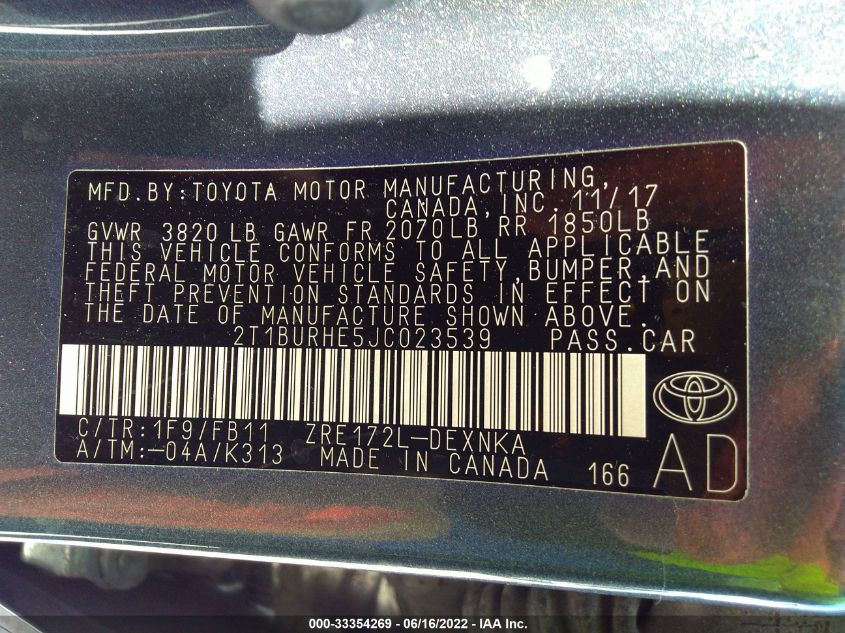 MFD.BY:TOYOTA MOTOR MANUFACTURING,
CANADA,INC. 11/17
GVWR 3820 LB GAWR FR 2070LB RR 1850LB
THIS VEHICLE CONFORMS TO ALL APPLICABLE
FEDERAL MOTOR VEHICLE SAFETY,BUMPER,AND
THEFT PREVENTION STANDARDS IN EFFECT ON
THE DATE OF MANUFACTURE SHOWN ABOVE.
2T1BURHE5JC023539 PASS.CAR
C/TR:1F9/FB11 ZRE172L-DEXNKA
A/TM:-04A/K313 MADE IN CANADA 166
AD
000-33354269 - 06/16/2022 - IAA Inc.